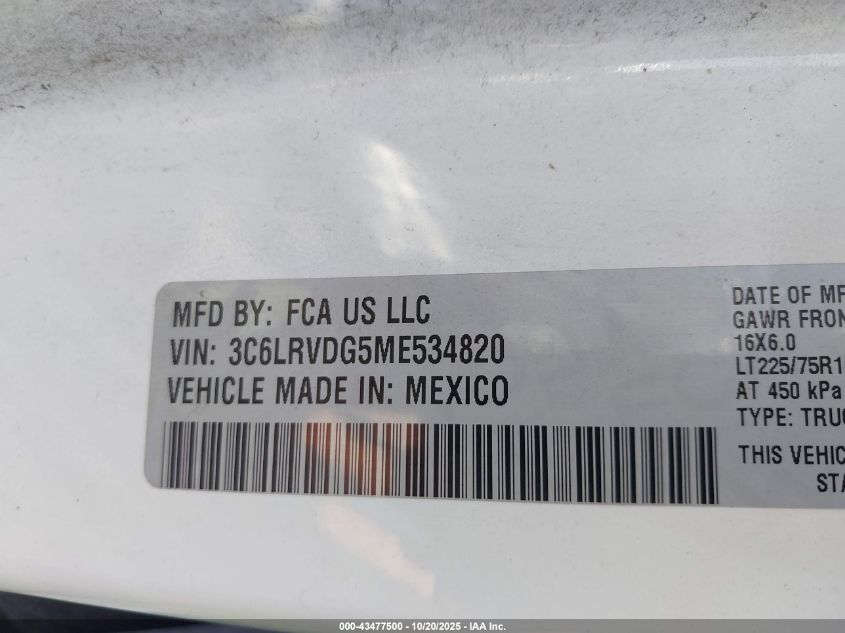 MFD BY: FCA US LLC
VIN: 3C6LRVDG5ME534820
VEHICLE MADE IN: MEXICO
DATE OF MF
GAWR FRON
16X6.0
LT225/75R1
AT 450 kPa
TYPE: TRUC
THIS VEHIC
STA
000-43477500 - 10/20/2025 - IAA Inc.